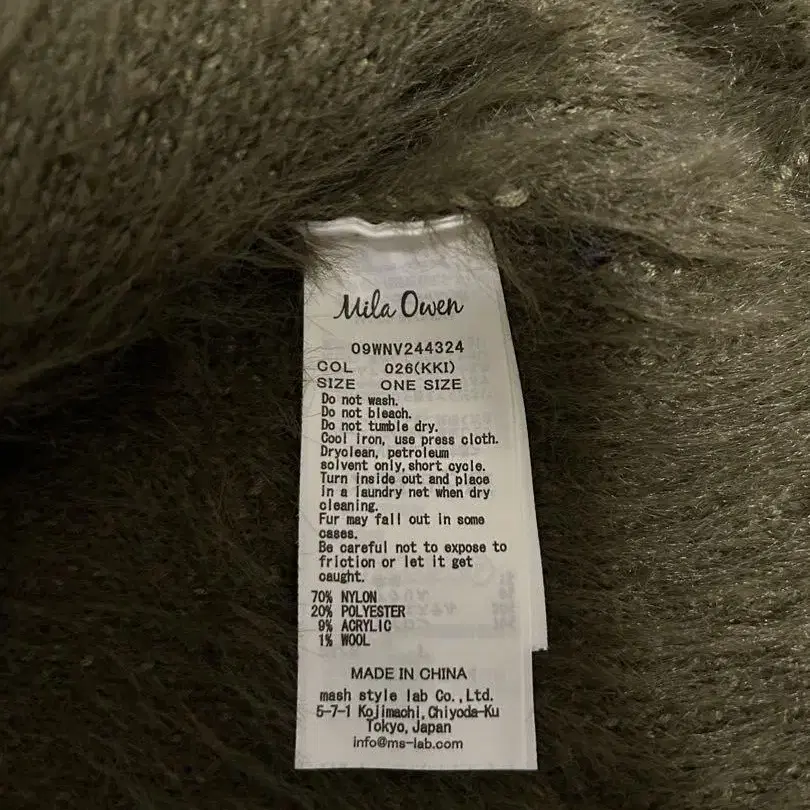 Mila Owen
09WNV244324
COL 026(KKI)
SIZE ONE SIZE
Do not wash.
Do not bleach.
Do not tumble dry.
Cool iron, use press cloth.
Dryclean, petroleum
solvent only,short cycle.
Turn inside out and place
in a laundry net when dry
cleaning.
Fur may fall out in some
cases.
Be careful not to expose to
friction or let it get
caught.
70% NYLON
20% POLYESTER
9% ACRYLIC
1% WOOL
MADE IN CHINA
mash style lab Co.,Ltd.
5-7-1 Kojimachi,Chiyoda-Ku
Tokyo,Japan
info@ms-lab.com